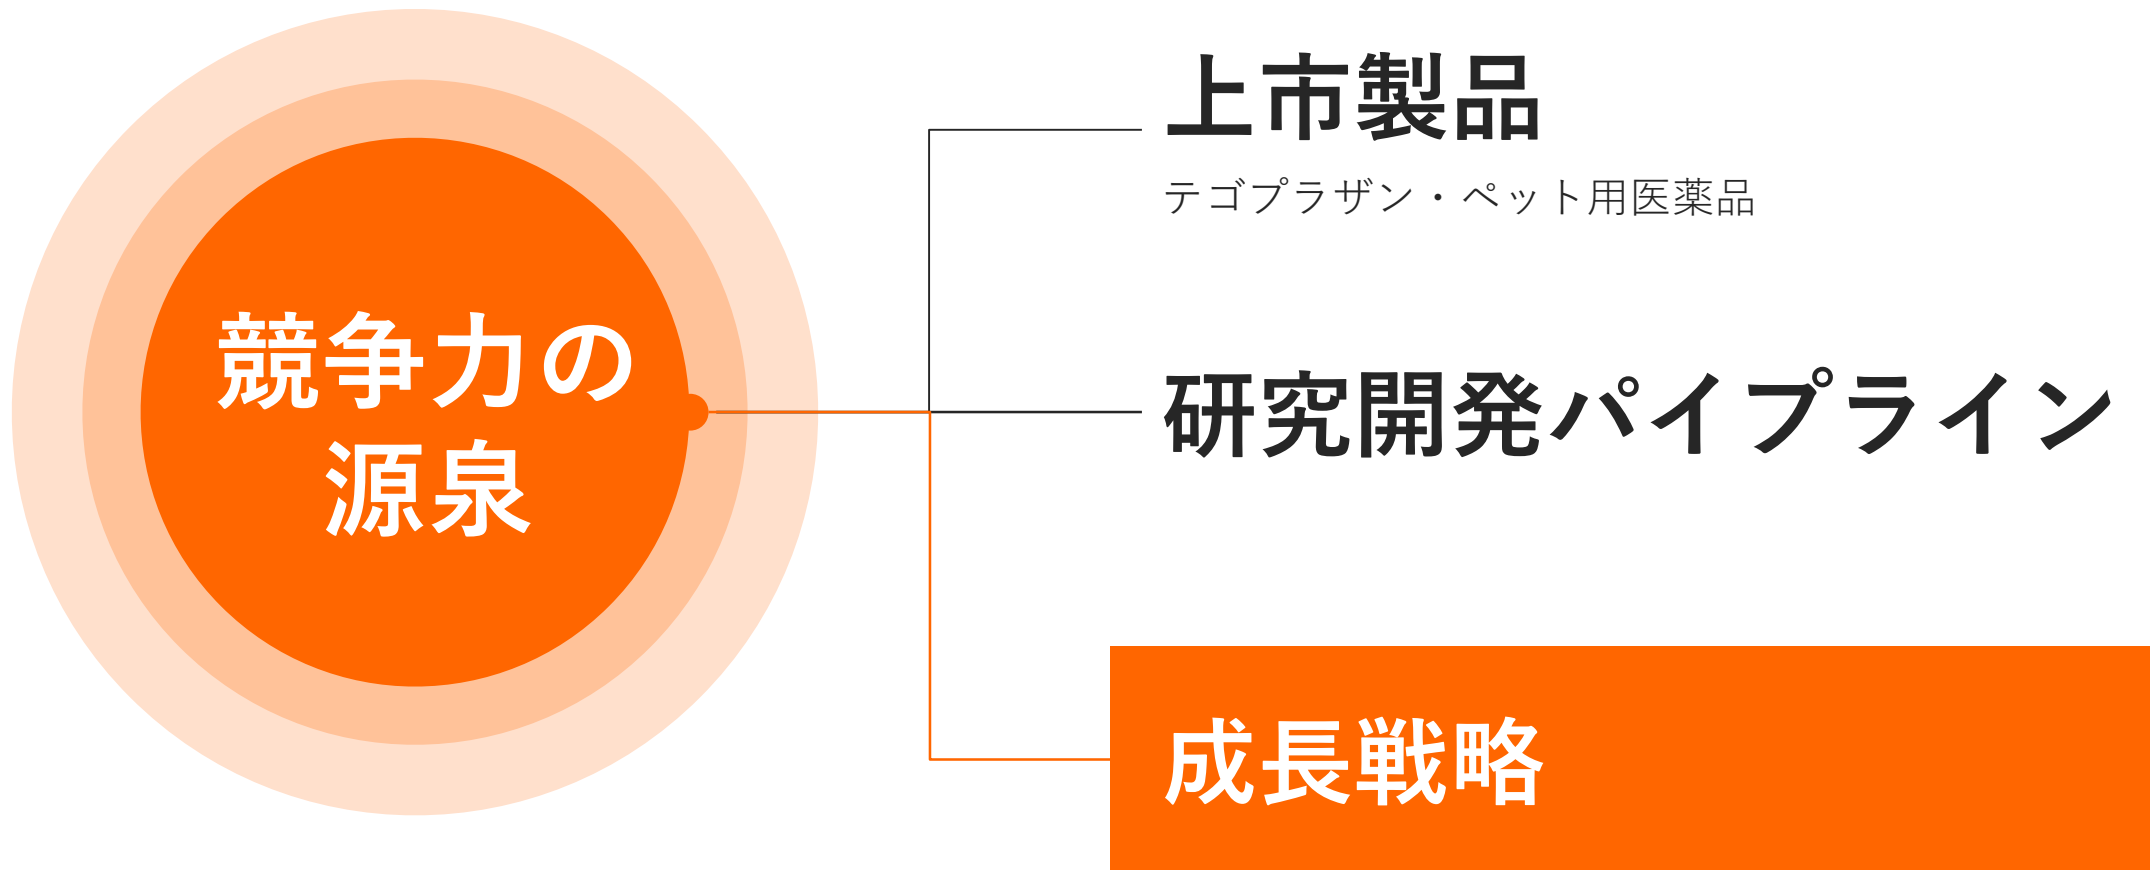 競争力の
源泉
上市製品
テゴプラザン・ペット用医薬品
研究開発パイプライン
成長戦略